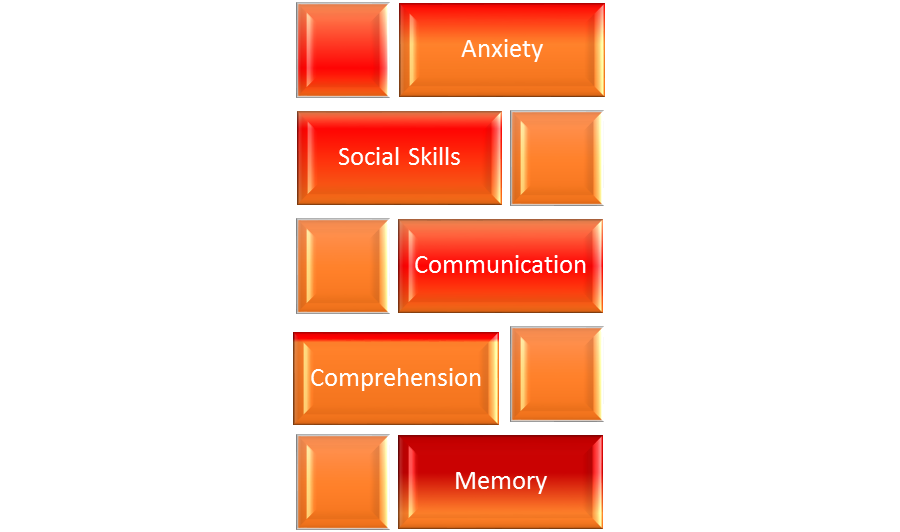 Anxiety
Social Skills
Communication
Comprehension
Memory